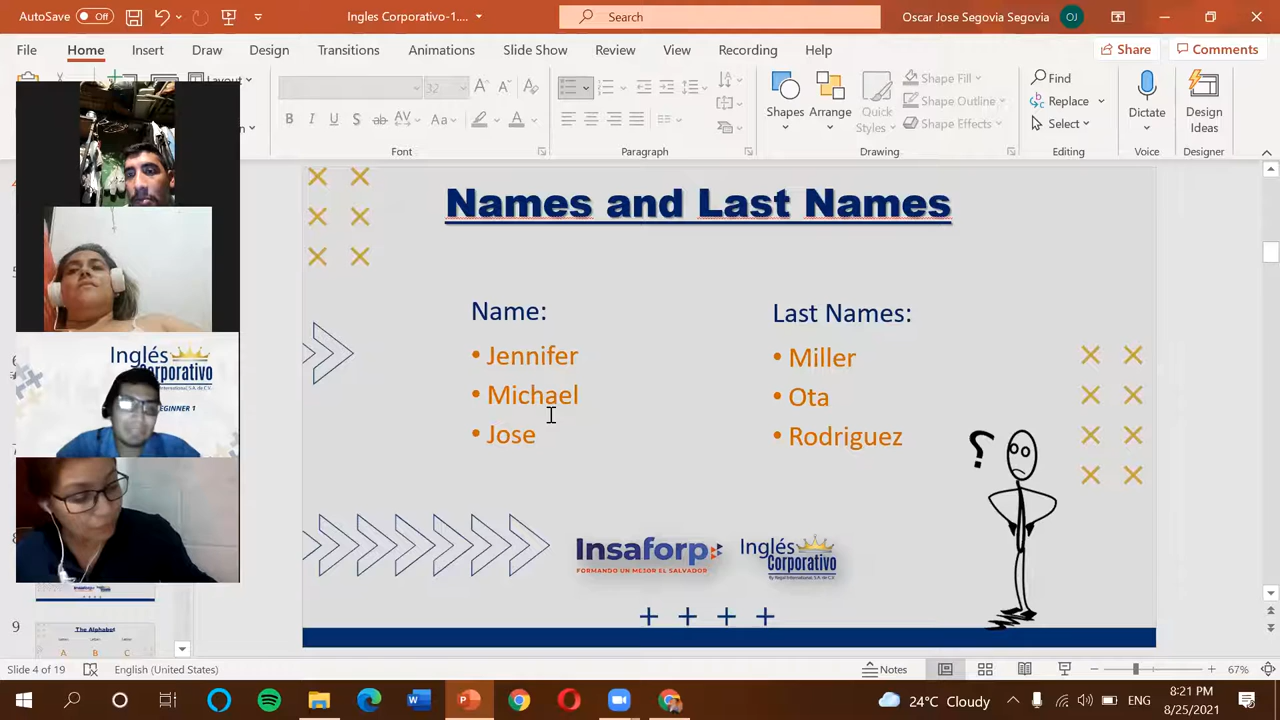 AutoSave Off
Ingles Corporativo-1....
Search
Oscar Jose Segovia Segovia
OJ
File Home Insert Draw Design Transitions Animations Slide Show Review View Recording Help
Share Comments
Layout
Shapes
Arrange
Quick Styles
Shape Fill
Shape Outline
Shape Effects
Find
Replace
Select
Dictate
Design Ideas
Font Paragraph Drawing Editing Voice Designer
Inglés
Corporativo
EGINNER 1
Names and Last Names
Name:
• Jennifer
• Michael
• Jose
Last Names:
• Miller
• Ota
• Rodriguez
?
Insaforp
FORMANDO UN MEJOR EL SALVADOR
Inglés
Corporativo
9
The Alphabet
A B C
Slide 4 of 19
English (United States)
Notes
67%
24°C Cloudy
ENG
8:21 PM
8/25/2021